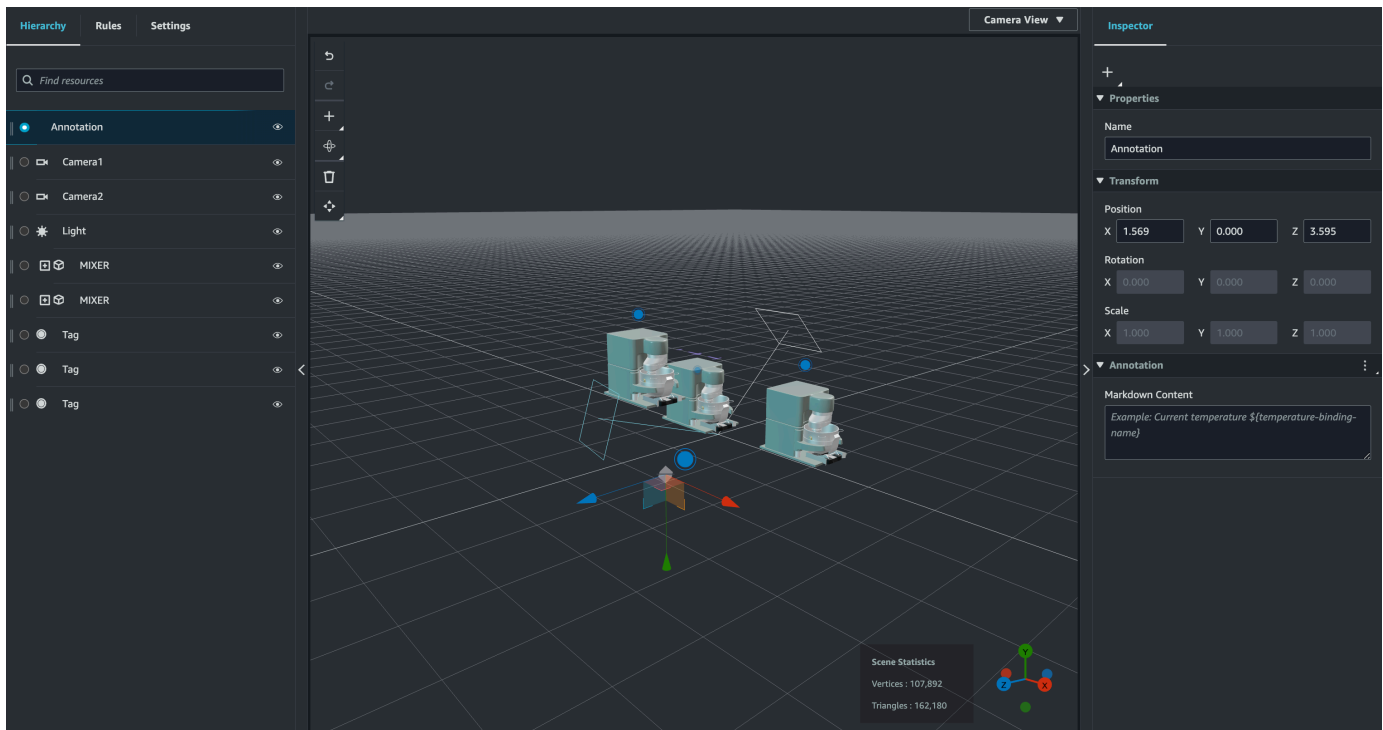 Hierarchy Rules Settings
Camera View ▼
Inspector
Find resources
Annotation
Camera1
Camera2
Light
MIXER
MIXER
Tag
Tag
Tag
Scene Statistics
Vertices : 107,892
Triangles : 162,180
Y
Z
X
Properties
Name
Annotation
Transform
Position
X 1.569 Y 0.000 Z 3.595
Rotation
X 0.000 Y 0.000 Z 0.000
Scale
X 1.000 Y 1.000 Z 1.000
Annotation
Markdown Content
Example: Current temperature ${temperature-binding-
name}